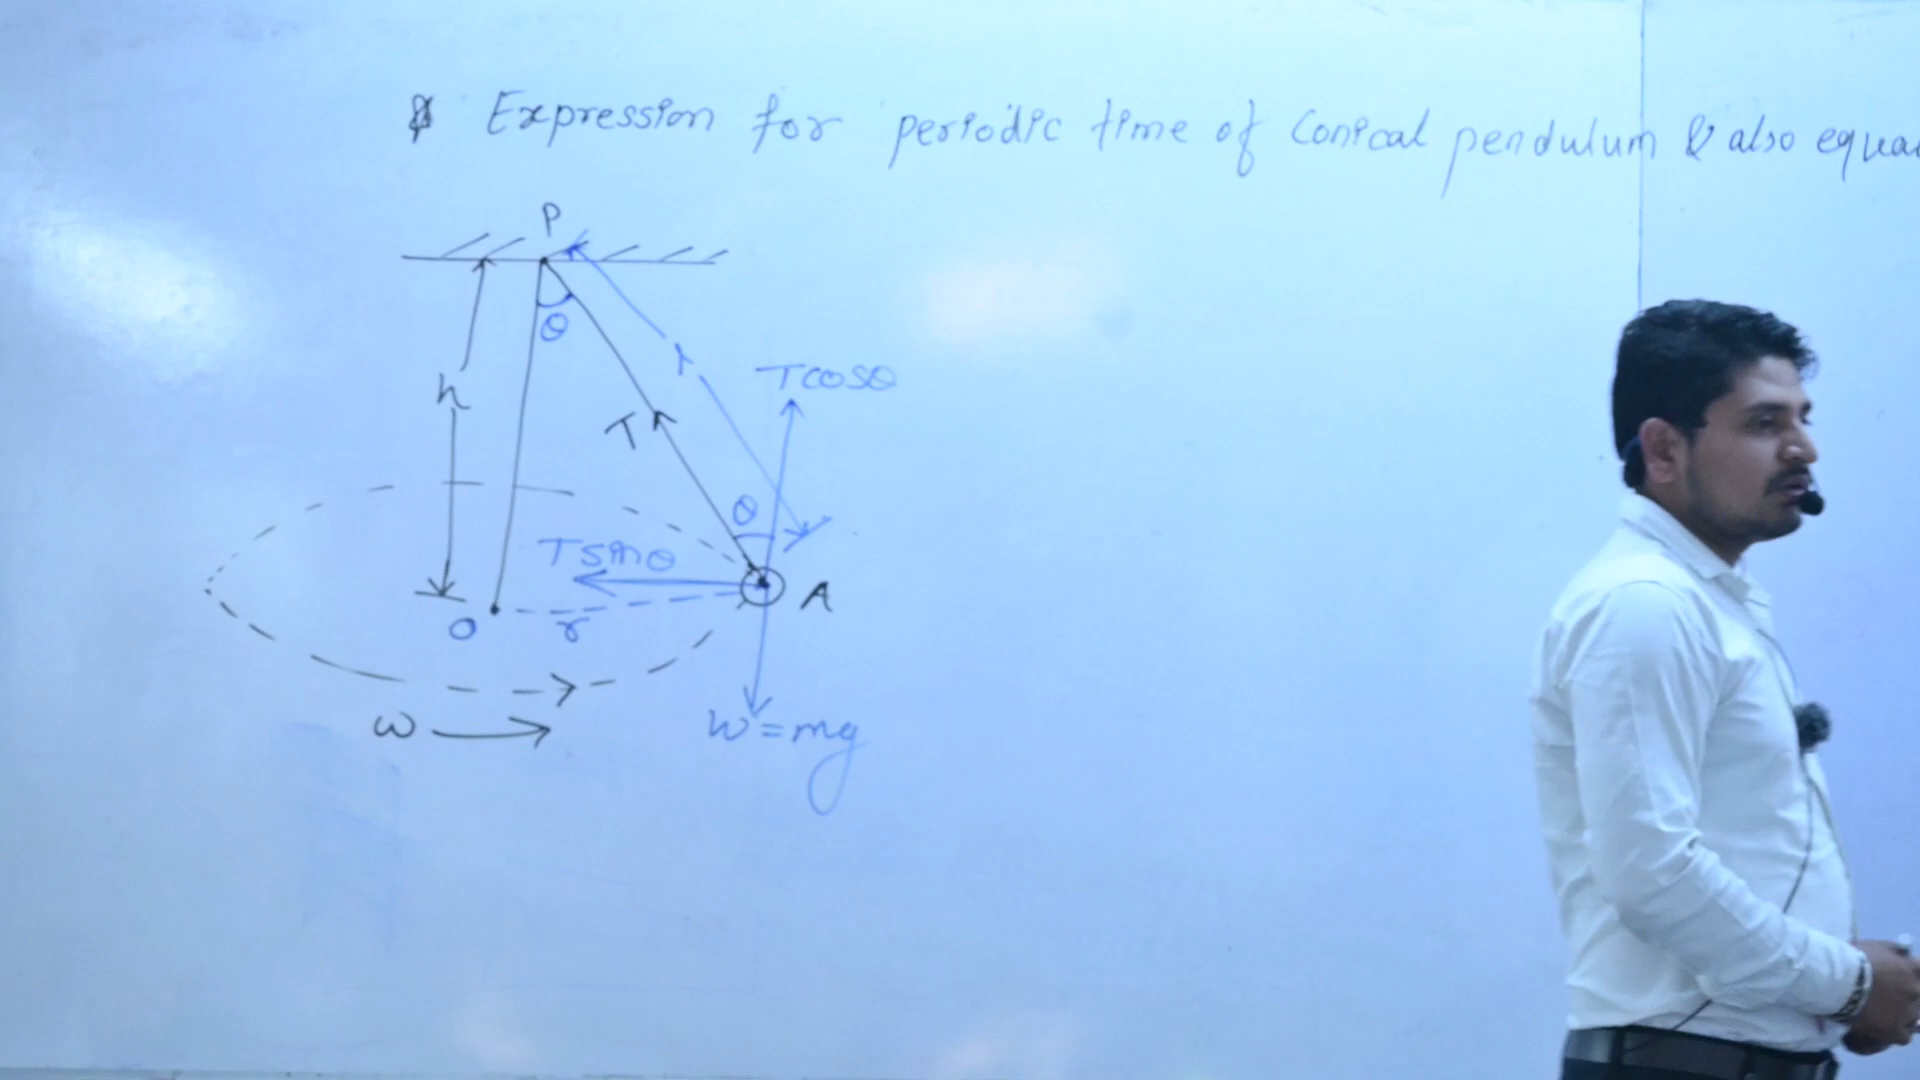 Expression for periodic time of Conical pendulum & also equa
P
θ
h
T
Tcosθ
θ
Tsinθ
A
O
r
ω
W=mg